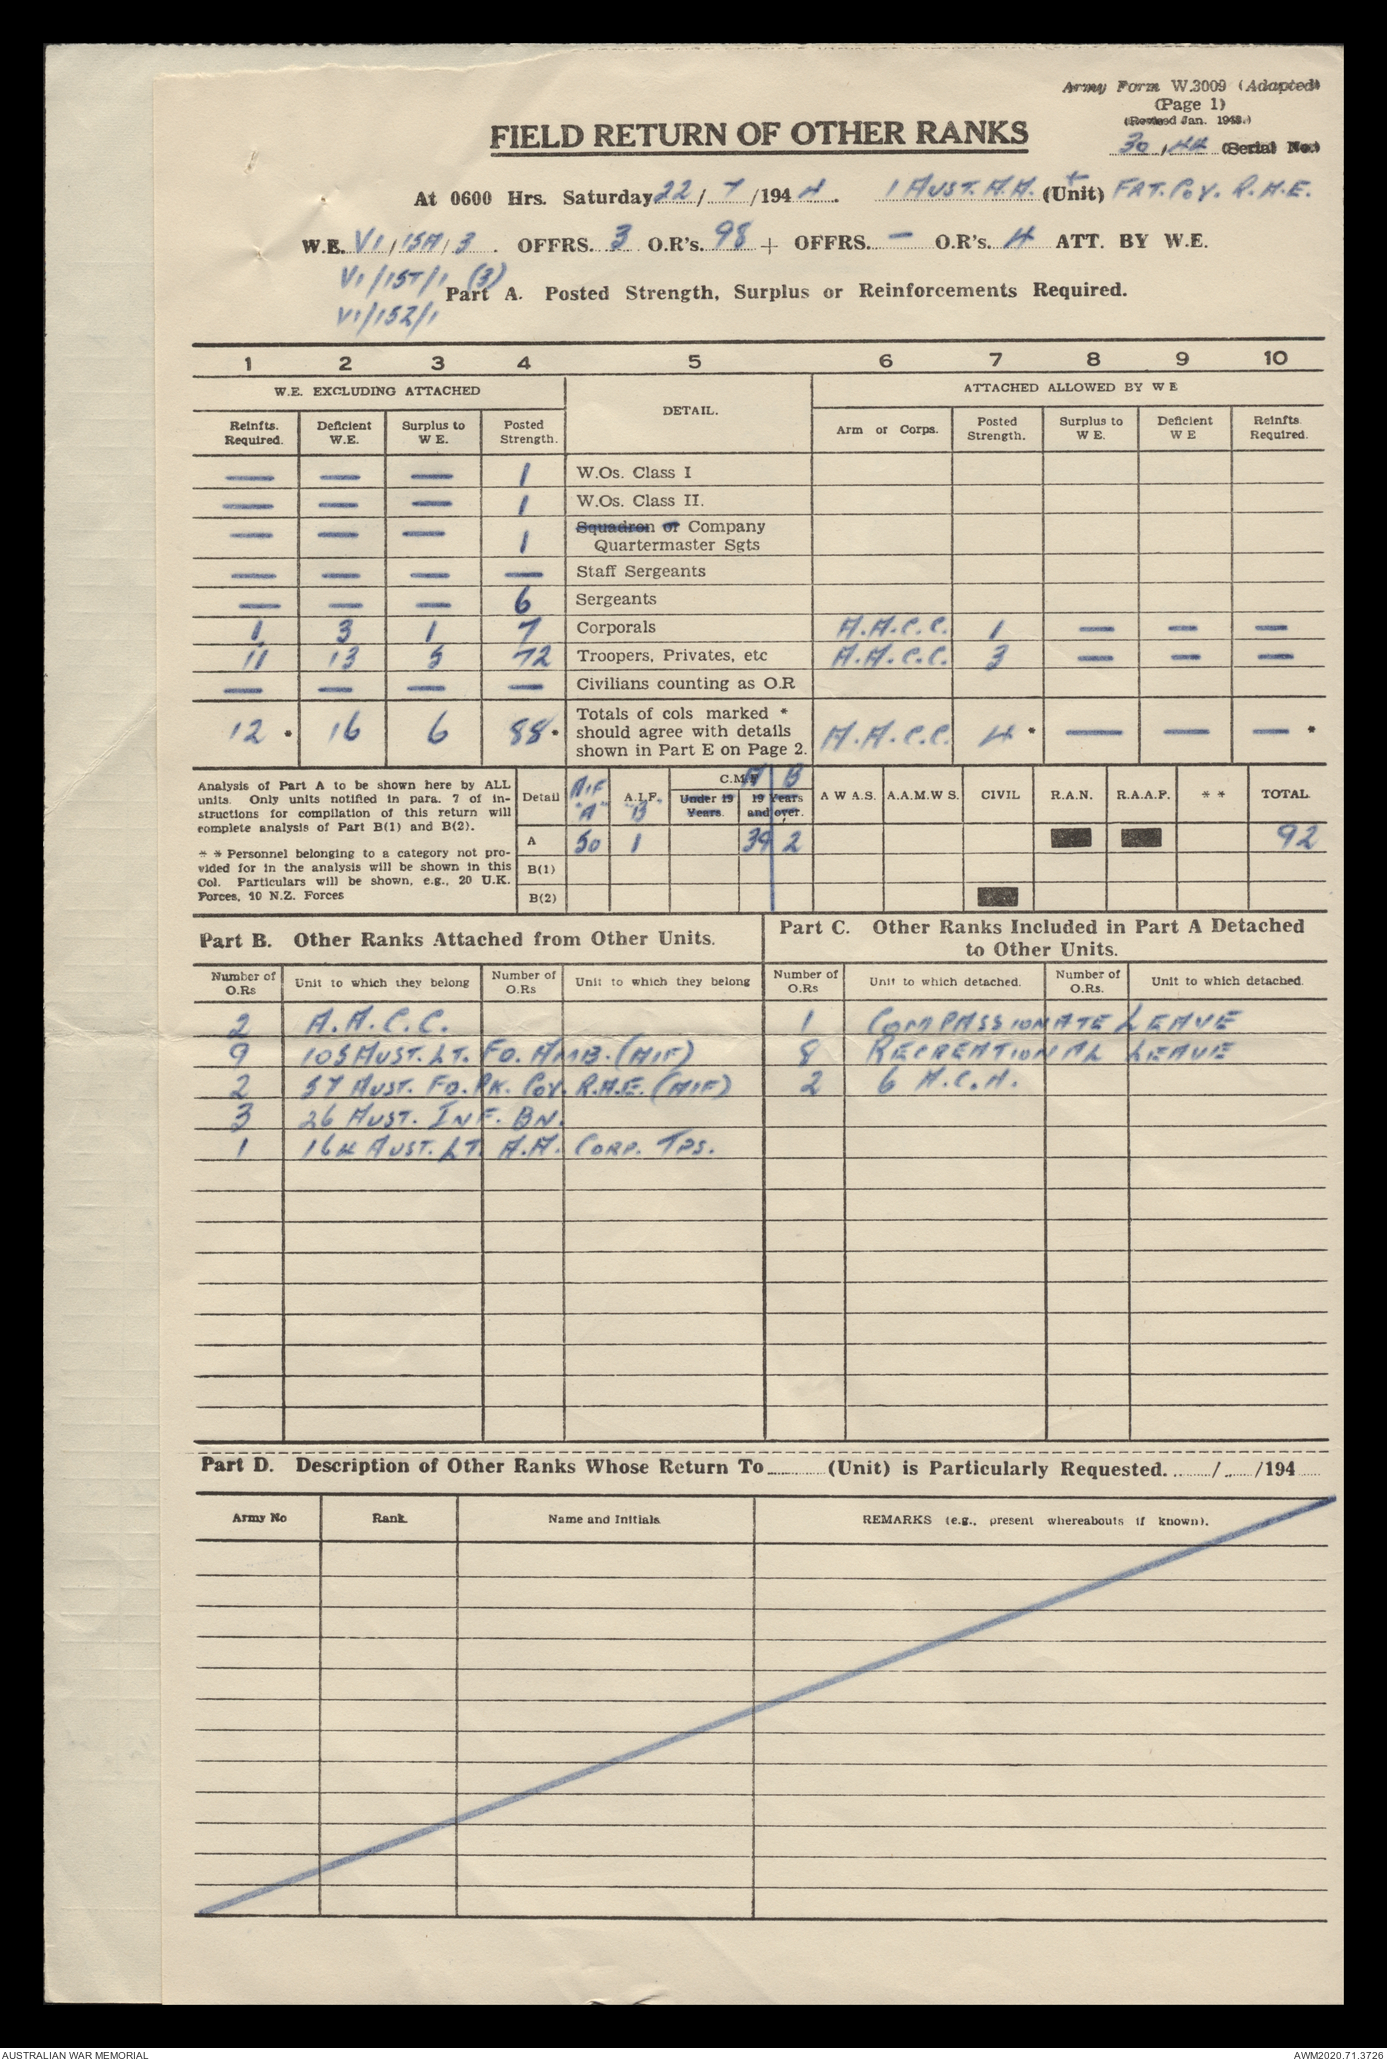 Army Form W.3009 (Adapted)
(Page 1)
(Revised Jan. 1943.)
FIELD RETURN OF OTHER RANKS
30/44 (Serial No.)
At 0600 Hrs. Saturday 22/7/1944. 1 AUST. A.A. (Unit) FRT. COY. R.A.E.
W.E. VI/15A/3. OFFRS. 3 O.R's. 98 + OFFRS. — O.R's. 4 ATT. BY W.E.
VI/15T/1 (3)
VI/15Z/1
Part A. Posted Strength, Surplus or Reinforcements Required.
1 2 3 4 5 6 7 8 9 10
W.E. EXCLUDING ATTACHED DETAIL. ATTACHED ALLOWED BY W E
Reinfts. Required. Deficient W.E. Surplus to W E. Posted Strength. Arm or Corps. Posted Strength. Surplus to W E. Deficient W E Reinfts Required.
— — — 1 W.Os. Class I
— — — 1 W.Os. Class II.
— — — 1 Squadron or Company Quartermaster Sgts
— — — — Staff Sergeants
— — — 6 Sergeants
1 3 1 7 Corporals A.A.C.C. 1 — — —
11 13 5 72 Troopers, Privates, etc A.A.C.C. 3 — — —
— — — — Civilians counting as O.R
12 * 16 6 88 * Totals of cols marked * should agree with details shown in Part E on Page 2. A.A.C.C. 4 * — — — *
Analysis of Part A to be shown here by ALL
units. Only units notified in para. 7 of in-
structions for compilation of this return will
complete analysis of Part B(1) and B(2).
* * Personnel belonging to a category not pro-
vided for in the analysis will be shown in this
Col. Particulars will be shown, e.g., 20 U.K.
Forces, 10 N.Z. Forces
Detail AIF "A" A.I.F. "B" C.M.F A B Under 19 Years. 19 Years and over. A W A.S. A.A.M.W S. CIVIL R.A.N. R.A.A.F. * * TOTAL
A 50 1 39 2 92
B(1)
B(2)
Part B. Other Ranks Attached from Other Units.
Part C. Other Ranks Included in Part A Detached
to Other Units.
Number of O.Rs Unit to which they belong Number of O.Rs Unit to which they belong Number of O.Rs Unit to which detached. Number of O.Rs. Unit to which detached.
2 A.A.C.C. 1 COMPASSIONATE LEAVE
9 105 AUST. LT. FD. AMB. (AIF) 8 RECREATIONAL LEAVE
2 57 AUST. FD. PK. COY. R.A.E. (AIF) 2 6 A.C.H.
3 26 AUST. INF. BN.
1 164 AUST. LT. A.A. CORP. TPS.
Part D. Description of Other Ranks Whose Return To ........ (Unit) is Particularly Requested. ....../....../194
Army No Rank. Name and Initials. REMARKS (e.g., present whereabouts if known).
AUSTRALIAN WAR MEMORIAL AWM2020.71.3726